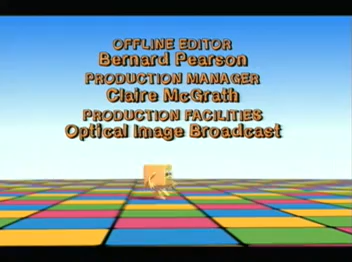 OFFLINE EDITOR
Bernard Pearson
PRODUCTION MANAGER
Claire McGrath
PRODUCTION FACILITIES
Optical Image Broadcast